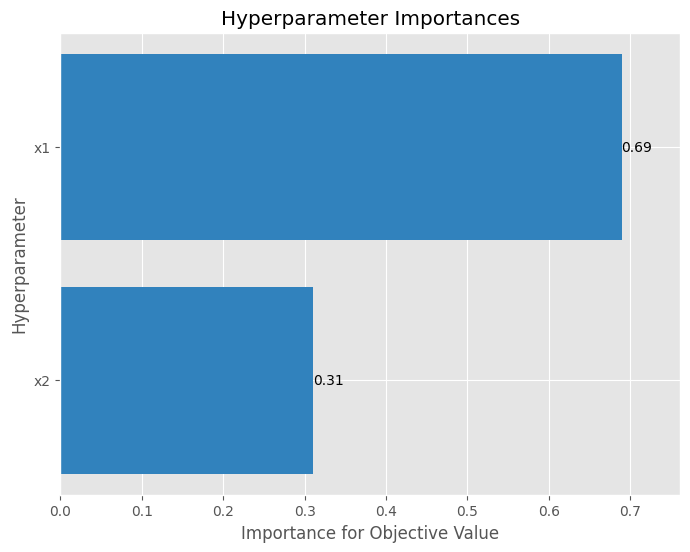 Hyperparameter Importances
Hyperparameter
x1
0.69
x2
0.31
0.0 0.1 0.2 0.3 0.4 0.5 0.6 0.7
Importance for Objective Value